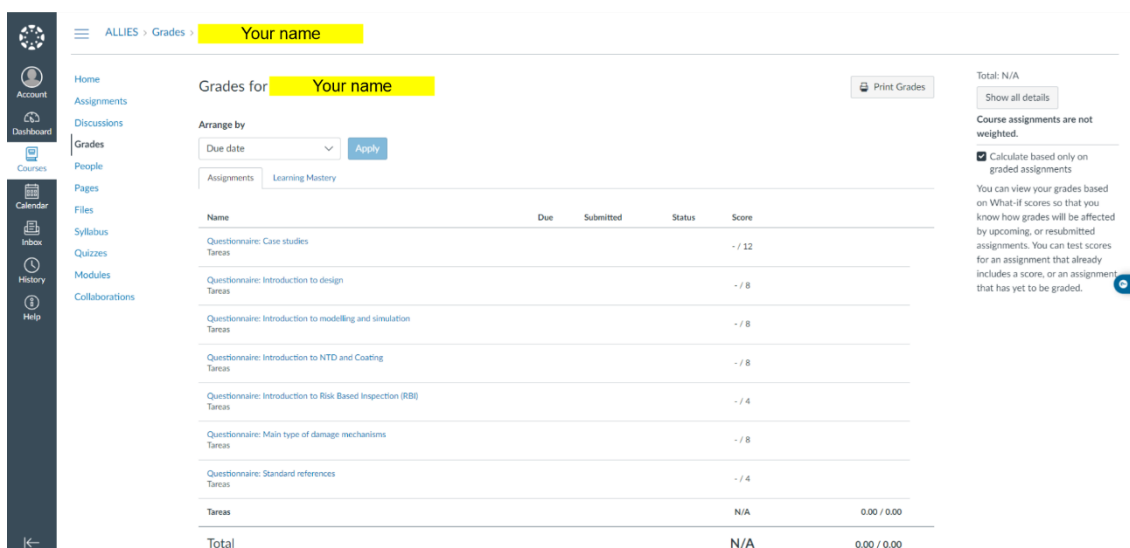 ALLIES > Grades > Your name
Account
Dashboard
Courses
Calendar
Inbox
History
Help
Home
Assignments
Discussions
Grades
People
Pages
Files
Syllabus
Quizzes
Modules
Collaborations
Grades for Your name
Print Grades
Arrange by
Due date
Apply
Assignments Learning Mastery
Name Due Submitted Status Score
Questionnaire: Case studies
Tareas
- / 12
Questionnaire: Introduction to design
Tareas
- / 8
Questionnaire: Introduction to modelling and simulation
Tareas
- / 8
Questionnaire: Introduction to NTD and Coating
Tareas
- / 8
Questionnaire: Introduction to Risk Based Inspection (RBI)
Tareas
- / 4
Questionnaire: Main type of damage mechanisms
Tareas
- / 8
Questionnaire: Standard references
Tareas
- / 4
Tareas N/A 0.00 / 0.00
Total N/A 0.00 / 0.00
Total: N/A
Show all details
Course assignments are not
weighted.
Calculate based only on
graded assignments
You can view your grades based
on What-if scores so that you
know how grades will be affected
by upcoming, or resubmitted
assignments. You can test scores
for an assignment that already
includes a score, or an assignment
that has yet to be graded.